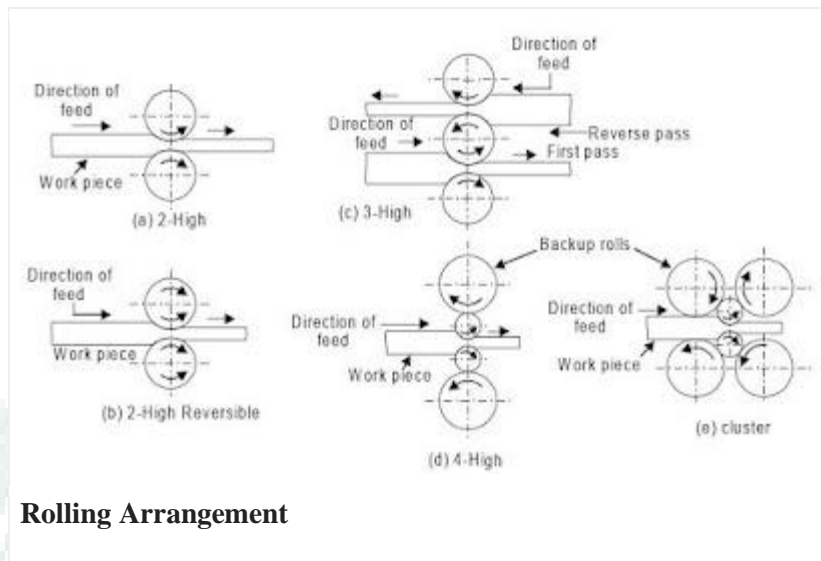 Direction of
feed
Work piece
(a) 2-High
Direction of
feed
Direction of
feed
Reverse pass
First pass
(c) 3-High
Direction of
feed
Work piece
(b) 2-High Reversible
Backup rolls
Direction of
feed
Work piece
(d) 4-High
Direction of
feed
Work piece
(e) cluster
Rolling Arrangement